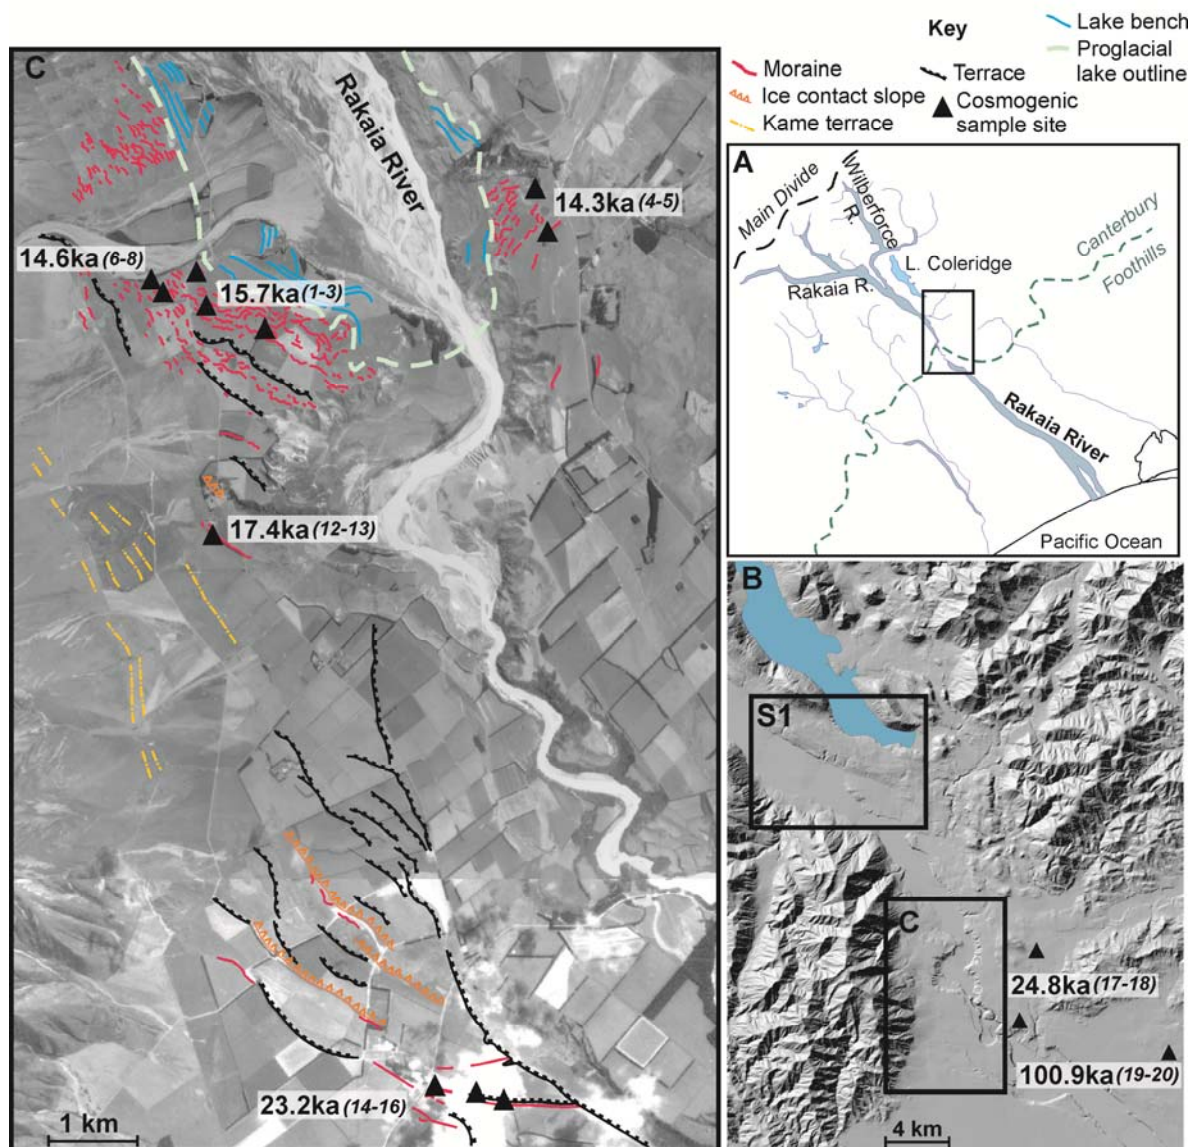 Key
Lake bench
Proglacial
lake outline
Moraine
Ice contact slope
Kame terrace
Terrace
Cosmogenic
sample site
C
Rakaia River
14.3ka (4-5)
14.6ka (6-8)
15.7ka (1-3)
17.4ka (12-13)
23.2ka (14-16)
1 km
A
Main Divide
Wilberforce
R.
L. Coleridge
Rakaia R.
Canterbury
Foothills
Rakaia River
Pacific Ocean
B
S1
C
24.8ka (17-18)
100.9ka (19-20)
4 km